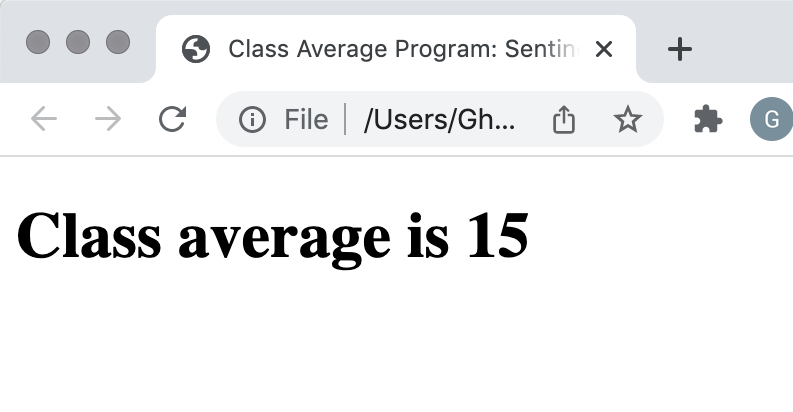 Class Average Program: Sentin
File
/Users/Gh...
G
Class average is 15